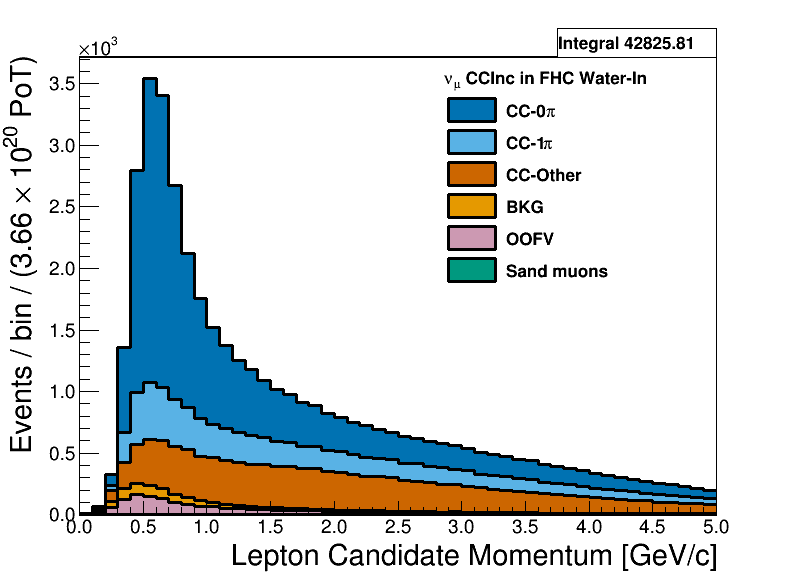 Integral 42825.81
×10³
ν_μ CCInc in FHC Water-In
CC-0π
CC-1π
CC-Other
BKG
OOFV
Sand muons
Events / bin / (3.66 × 10²⁰ PoT)
3.5
3.0
2.5
2.0
1.5
1.0
0.5
0.0
0.0 0.5 1.0 1.5 2.0 2.5 3.0 3.5 4.0 4.5 5.0
Lepton Candidate Momentum [GeV/c]